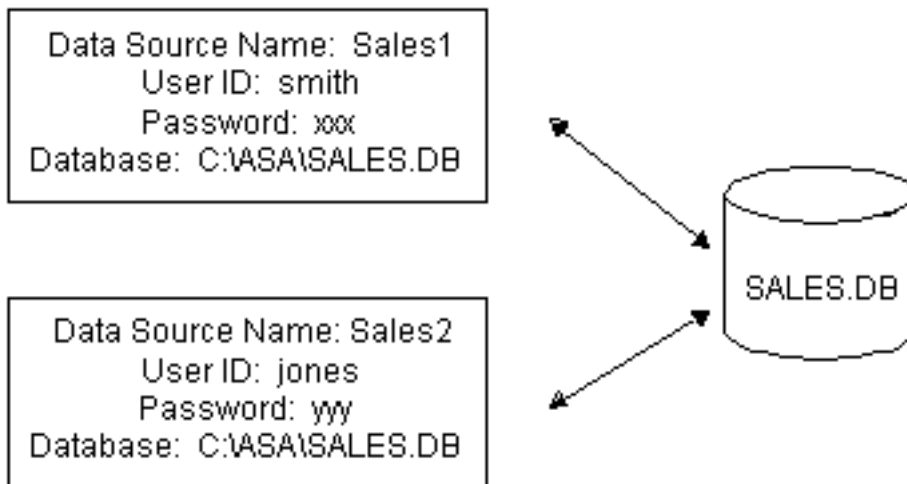 Data Source Name: Sales1
User ID: smith
Password: xxx
Database: C:\ASA\SALES.DB
SALES.DB
Data Source Name: Sales2
User ID: jones
Password: yyy
Database: C:\ASA\SALES.DB